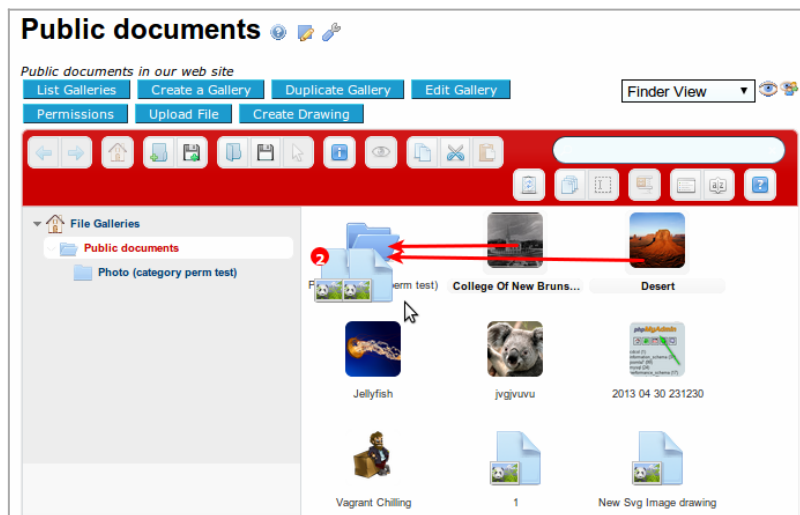 Public documents
Public documents in our web site
List Galleries Create a Gallery Duplicate Gallery Edit Gallery
Finder View
Permissions Upload File Create Drawing
File Galleries
Public documents
Photo (category perm test)
2
P erm test)
College Of New Bruns...
Desert
phpMyAdmin
Jellyfish
jvgjvuvu
2013 04 30 231230
Vagrant Chilling
1
New Svg Image drawing